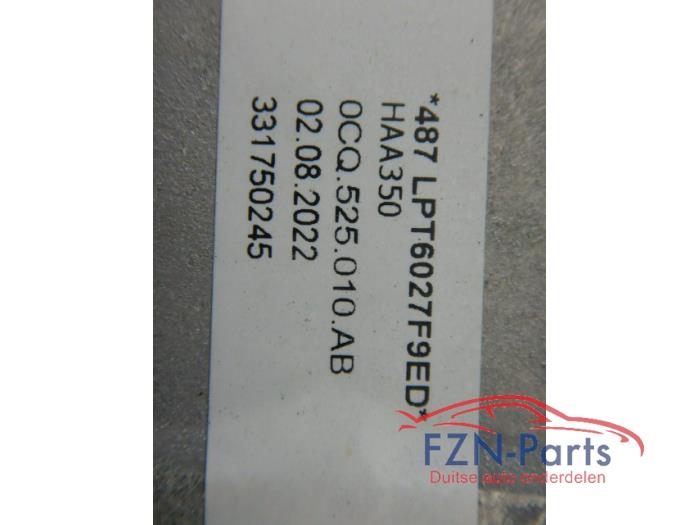 *487 LPT6027F9ED*
HAA350
0CQ.525.010.AB
02.08.2022
331750245
FZN-Parts
Duitse auto onderdelen